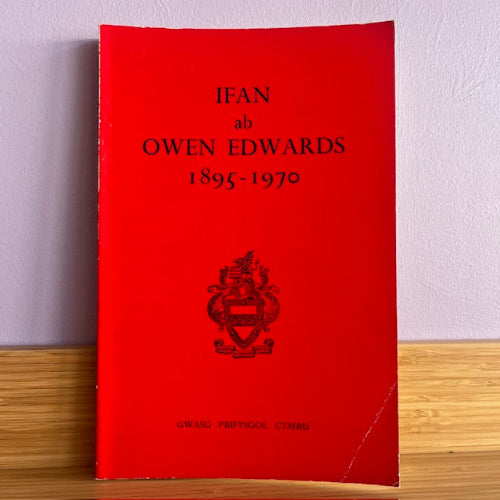 IFAN
ab
OWEN EDWARDS
1895-1970
GWASG PRIFYSGOL CYMRU